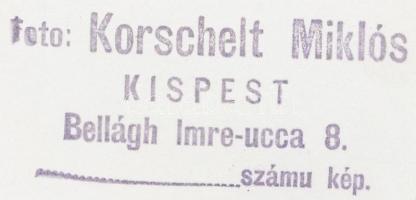 foto: Korschelt Miklós
KISPEST
Bellágh Imre-ucca 8.
....................számu kép.